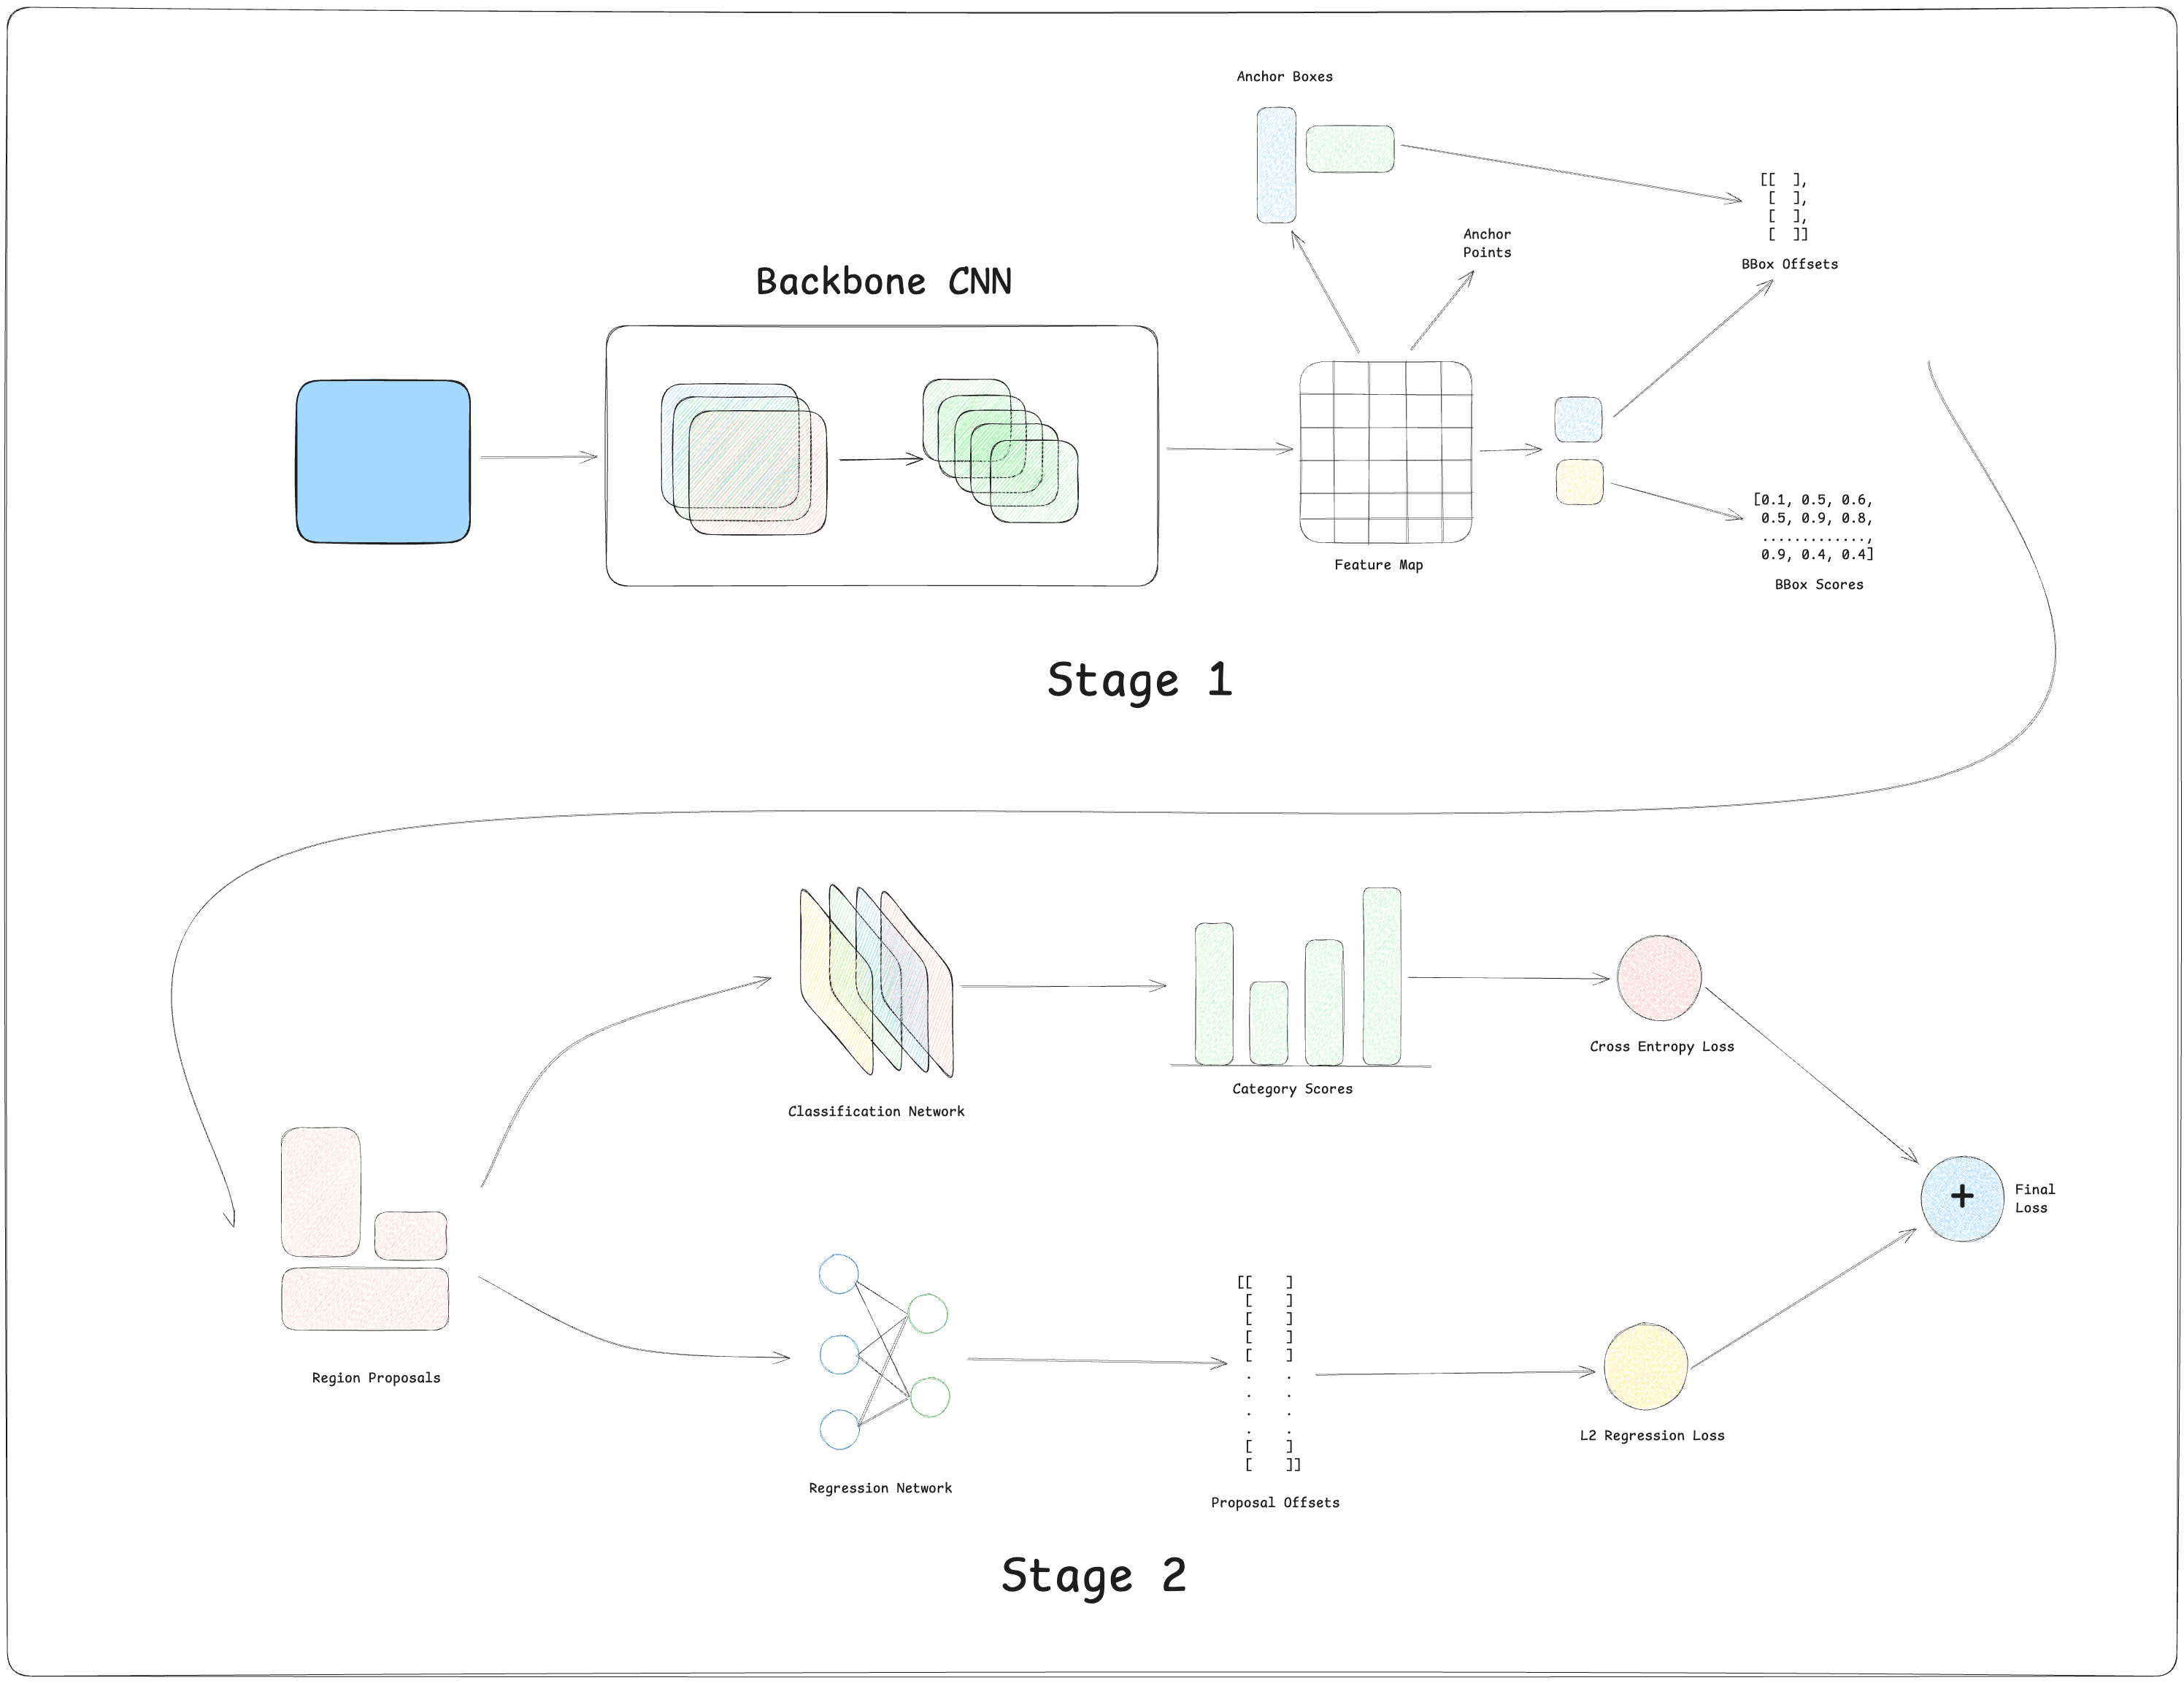 Anchor Boxes
[[  ],
[  ],
[  ],
[  ]]
BBox Offsets
Anchor
Points
Backbone CNN
Feature Map
[0.1, 0.5, 0.6,
0.5, 0.9, 0.8,
.............,
0.9, 0.4, 0.4]
BBox Scores
Stage 1
Classification Network
Category Scores
Cross Entropy Loss
+
Final
Loss
Region Proposals
Regression Network
[[    ]
[    ]
[    ]
[    ]
[    ]
.    .
.    .
.    .
.    .
[    ]
[    ]]
Proposal Offsets
L2 Regression Loss
Stage 2